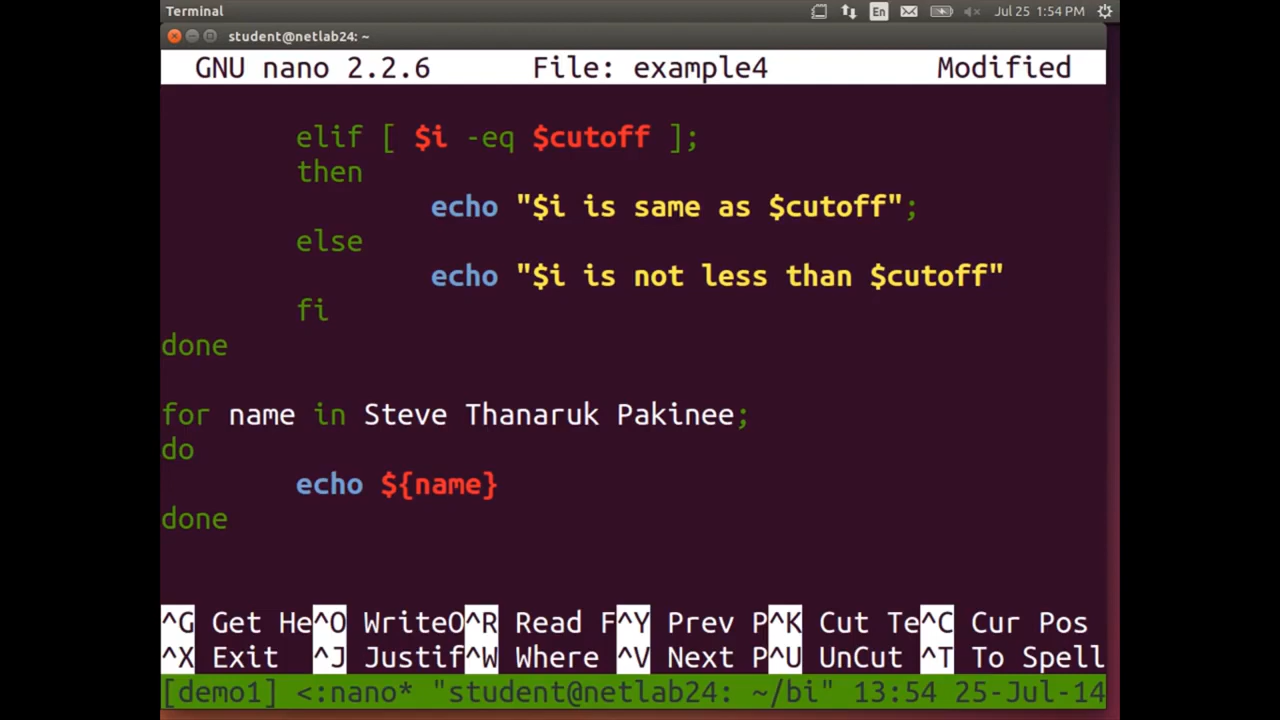 Terminal En Jul 25 1:54 PM
student@netlab24: ~
GNU nano 2.2.6 File: example4 Modified
elif [ $i -eq $cutoff ];
then
echo "$i is same as $cutoff";
else
echo "$i is not less than $cutoff"
fi
done
for name in Steve Thanaruk Pakinee;
do
echo ${name}
done
^G Get He^O WriteO^R Read F^Y Prev P^K Cut Te^C Cur Pos
^X Exit ^J Justif^W Where ^V Next P^U UnCut ^T To Spell
[demo1] <:nano* "student@netlab24: ~/bi" 13:54 25-Jul-14